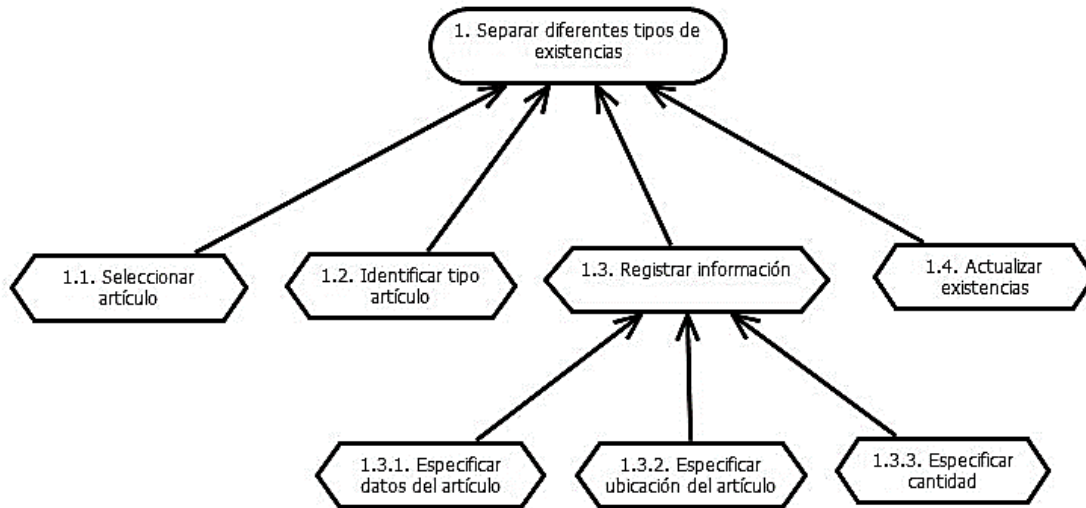 1. Separar diferentes tipos de
existencias
1.1. Seleccionar
artículo
1.2. Identificar tipo
artículo
1.3. Registrar información
1.4. Actualizar
existencias
1.3.1. Especificar
datos del artículo
1.3.2. Especificar
ubicación del artículo
1.3.3. Especificar
cantidad